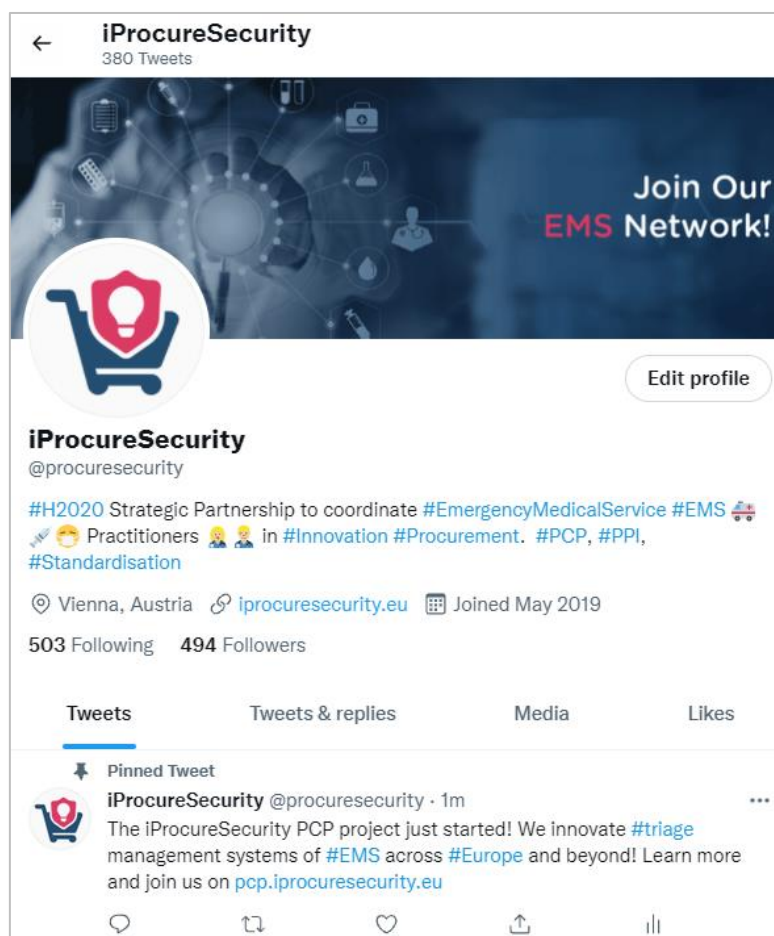 iProcureSecurity
380 Tweets
Join Our
EMS Network!
Edit profile
iProcureSecurity
@procuresecurity
#H2020 Strategic Partnership to coordinate #EmergencyMedicalService #EMS 🚑
💉 😷 Practitioners 👷🏼‍♀️ 👷🏼‍♂️ in #Innovation #Procurement. #PCP, #PPI,
#Standardisation
Vienna, Austria iprocuresecurity.eu Joined May 2019
503 Following 494 Followers
Tweets Tweets & replies Media Likes
Pinned Tweet
iProcureSecurity @procuresecurity · 1m
The iProcureSecurity PCP project just started! We innovate #triage
management systems of #EMS across #Europe and beyond! Learn more
and join us on pcp.iprocuresecurity.eu